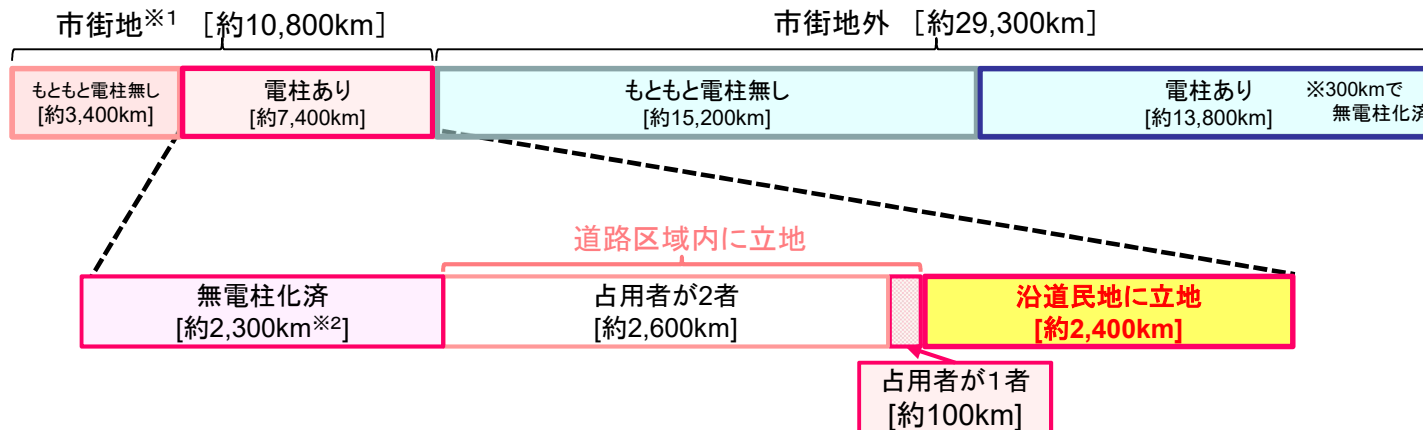 市街地※1 ［約10,800km］
市街地外 ［約29,300km］
もともと電柱無し
[約3,400km]
電柱あり
[約7,400km]
もともと電柱無し
[約15,200km]
電柱あり
[約13,800km]
※300kmで
無電柱化済
道路区域内に立地
無電柱化済
[約2,300km※2]
占用者が2者
[約2,600km]
沿道民地に立地
[約2,400km]
占用者が１者
[約100km]